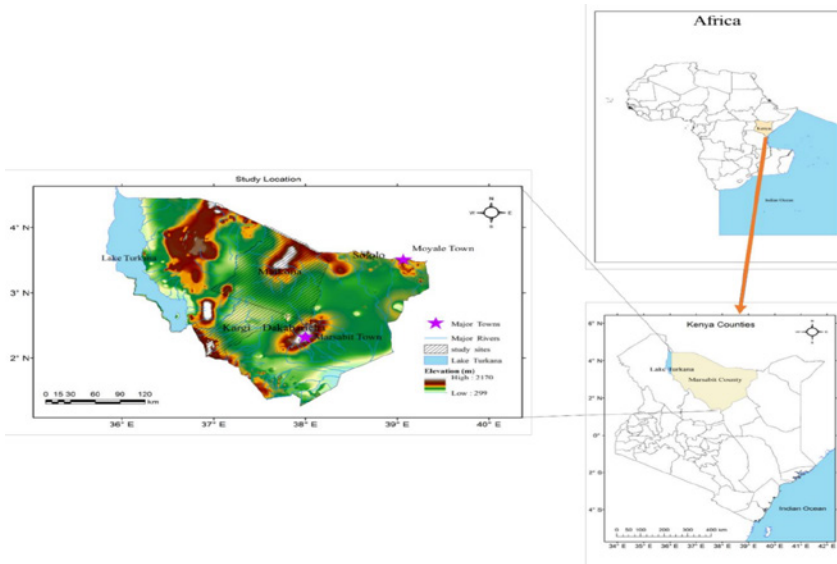 Africa
Kenya
Indian Ocean
Study Location
N
W E
S
4° N
3° N
2° N
Lake Turkana
Maikona
Sololo
Moyale Town
Kargi
Marsabit Town
Major Towns
Major Rivers
study sites
Lake Turkana
Elevation (m)
High : 2170
Low : 299
0 15 30 60 90 120
km
36° E 37° E 38° E 39° E 40° E
Kenya Counties
6° N
4° N
2° N
0°
2° N
4° N
Lake Turkana
Marsabit County
Indian Ocean
0 50 100 200 300 400 km
34° E 35° E 36° E 37° E 38° E 39° E 40° E 41° E 42° E